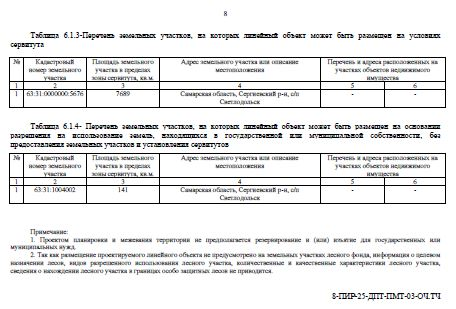 8
Таблица 6.1.3-Перечень земельных участков, на которых линейный объект может быть размещен на условиях
сервитута
№ Кадастровый номер земельного участка Площадь земельного участка в пределах зоны сервитута, кв.м. Адрес земельного участка или описание местоположения Перечень и адреса расположенных на участках объектов недвижимого имущества
1 2 3 4 5 6
1 63:31:0000000:5676 7689 Самарская область, Сергиевский р-н, с/п Светлодольск - -
Таблица 6.1.4- Перечень земельных участков, на которых линейный объект может быть размещен на основании
разрешения на использование земель, находящихся в государственной или муниципальной собственности, без
предоставления земельных участков и установления сервитутов
№ Кадастровый номер земельного участка Площадь земельного участка в пределах зоны сервитута, кв.м. Адрес земельного участка или описание местоположения Перечень и адреса расположенных на участках объектов недвижимого имущества
1 2 3 4 5 6
1 63:31:1004002 141 Самарская область, Сергиевский р-н, с/п Светлодольск - -
Примечание:
1. Проектом планировки и межевания территории не предполагается резервирование и (или) изъятие для государственных или
муниципальных нужд.
2. Так как размещение проектируемого линейного объекта не предусмотрено на земельных участках лесного фонда, информация о целевом
назначении лесов, видов разрешенного использования лесного участка, количественные и качественные характеристики лесного участка,
сведения о нахождении лесного участка в границах особо защитных лесов не приводится.
8-ПИР-25-ДПТ-ПМТ-03-ОЧ.ТЧ